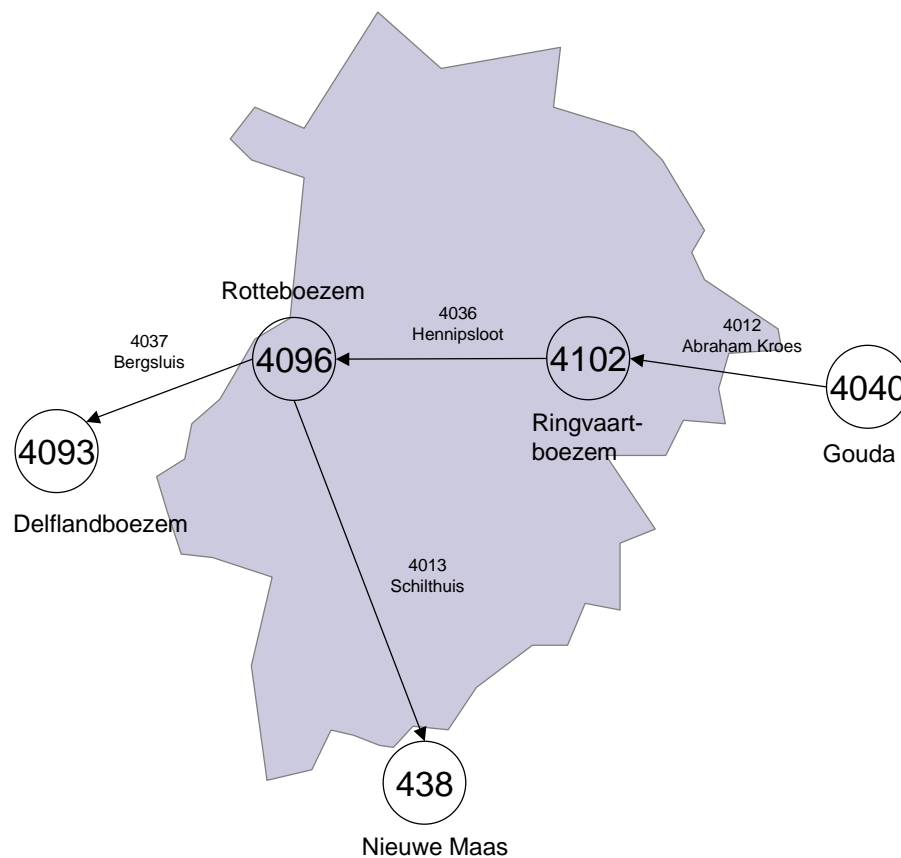 Rotteboezem
4036
Hennipsloot
4012
Abraham Kroes
4037
Bergsluis
4096
4102
4040
4093
Ringvaart-
boezem
Gouda
Delflandboezem
4013
Schilthuis
438
Nieuwe Maas